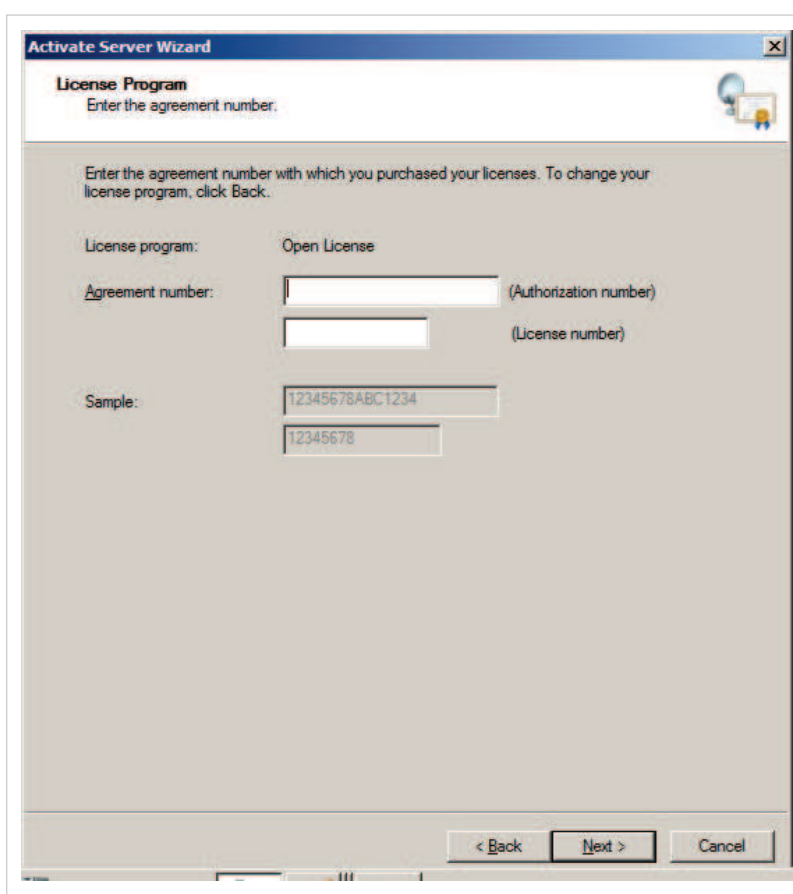 Activate Server Wizard
License Program
Enter the agreement number.
Enter the agreement number with which you purchased your licenses. To change your
license program, click Back.
License program: Open License
Agreement number: (Authorization number)
(License number)
Sample: 12345678ABC1234
12345678
< Back Next > Cancel